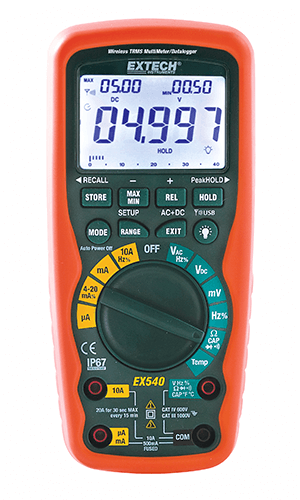 Wireless TRMS MultiMeter/Datalogger
EXTECH
INSTRUMENTS
MAX 05.00 MIN 00.50
DC V
04.997
HOLD
0 10 20 30 40
◄RECALL − + PeakHOLD►
STORE MAX MIN REL HOLD
SETUP AC+DC USB
MODE RANGE EXIT
Auto Power Off
10A Hz% OFF VAC Hz%
mA VDC
4-20 mA% mV
µA Hz%
Ω CAP
Temp
CE
IP67
EX540
10A V Hz% Ω
CAP °F °C
20A for 30 sec MAX every 15 min
CAT IV 600V
CAT III 1000V
µA mA
10A
500mA
FUSED
COM